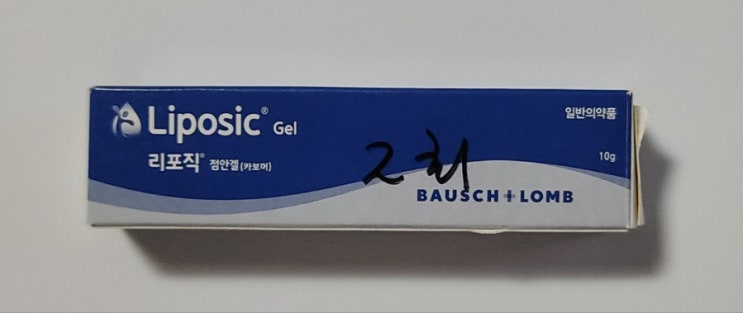 Liposic® Gel
일반의약품
리포직® 점안겔(카보머)
10g
2회
BAUSCH+LOMB